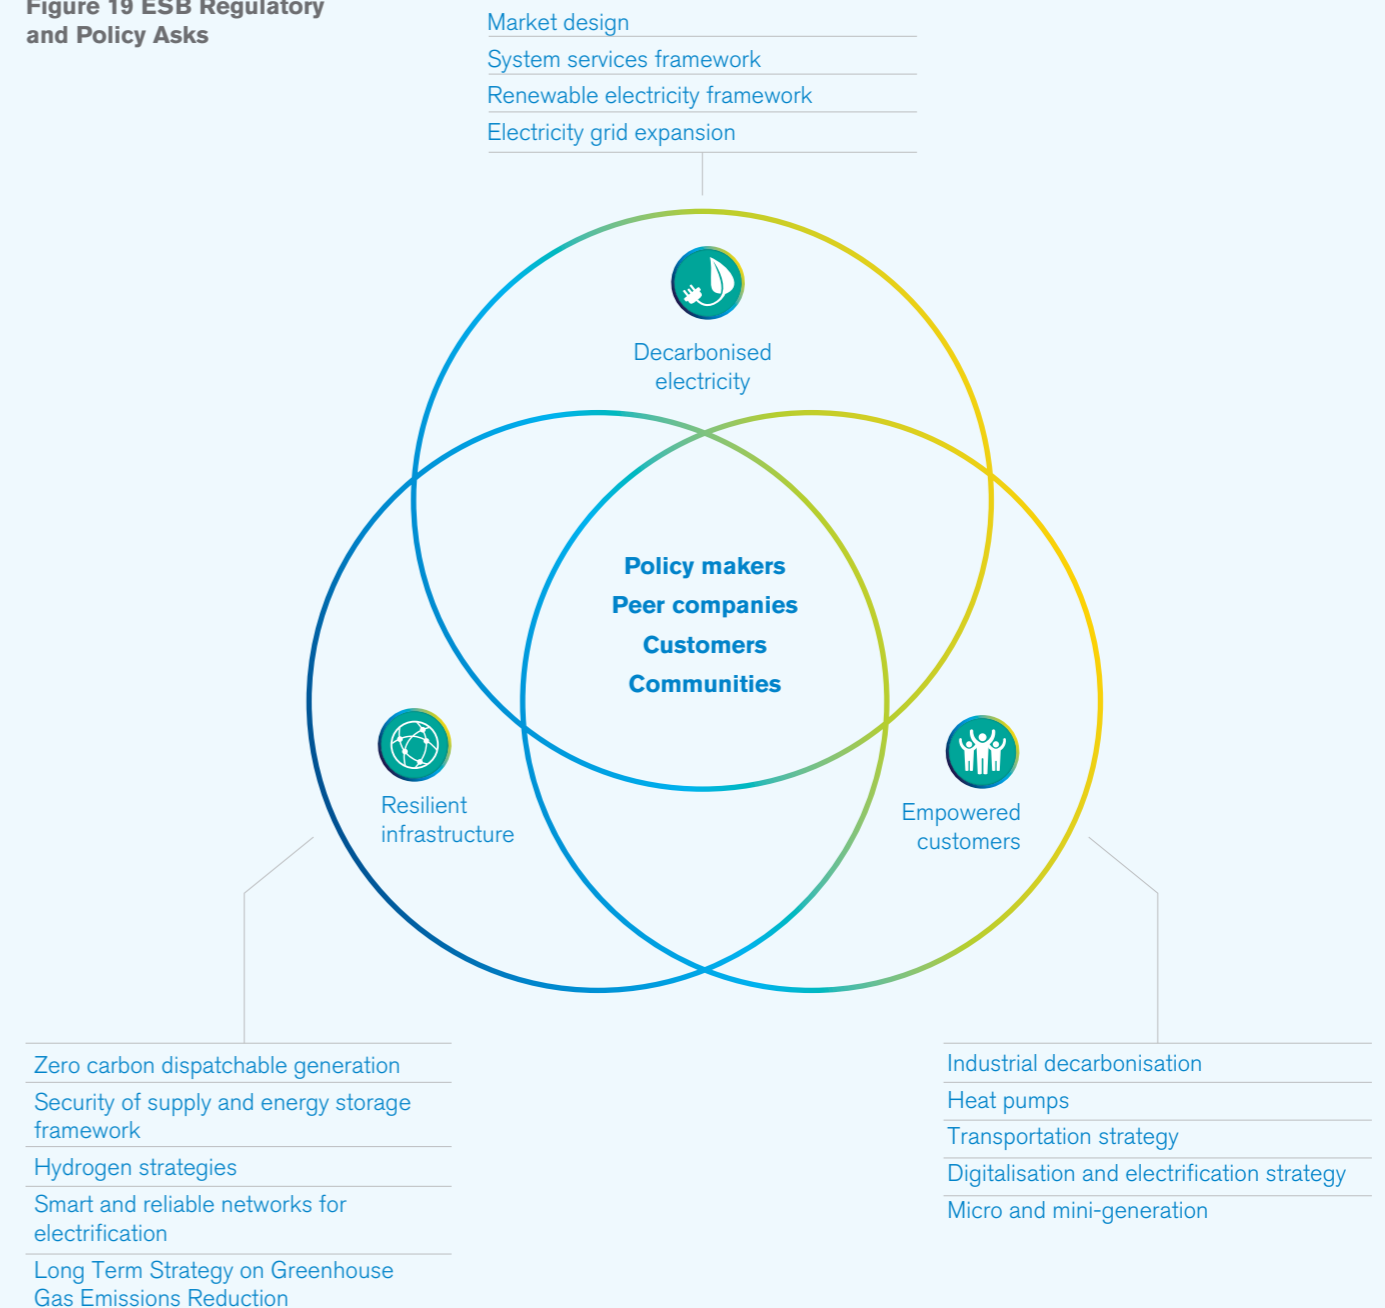 Figure 19 ESB Regulatory
and Policy Asks
Market design
System services framework
Renewable electricity framework
Electricity grid expansion
Decarbonised
electricity
Policy makers
Peer companies
Customers
Communities
Resilient
infrastructure
Empowered
customers
Zero carbon dispatchable generation
Security of supply and energy storage
framework
Hydrogen strategies
Smart and reliable networks for
electrification
Long Term Strategy on Greenhouse
Gas Emissions Reduction
Industrial decarbonisation
Heat pumps
Transportation strategy
Digitalisation and electrification strategy
Micro and mini-generation